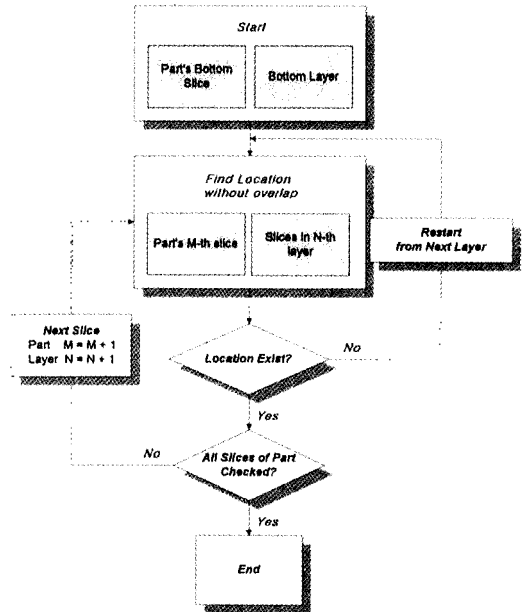 Start
Part's Bottom
Slice
Bottom Layer
Find Location
without overlap
Part's M-th slice
Slices in N-th
layer
Restart
from Next Layer
Next Slice
Part M = M + 1
Layer N = N + 1
Location Exist?
No
Yes
All Slices of Part
Checked?
No
Yes
End